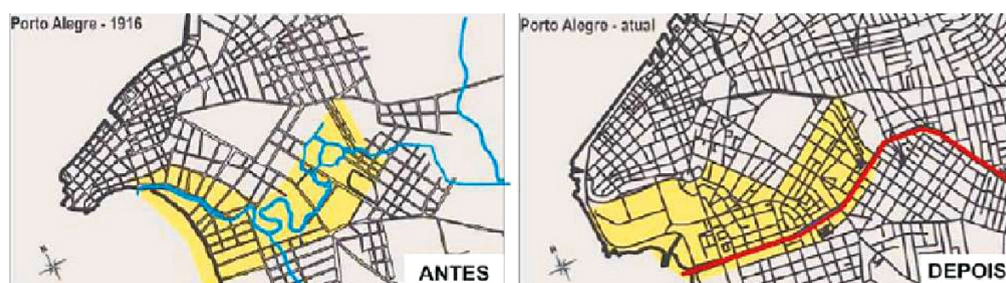 Porto Alegre - 1916
ANTES
Porto Alegre - atual
DEPOIS